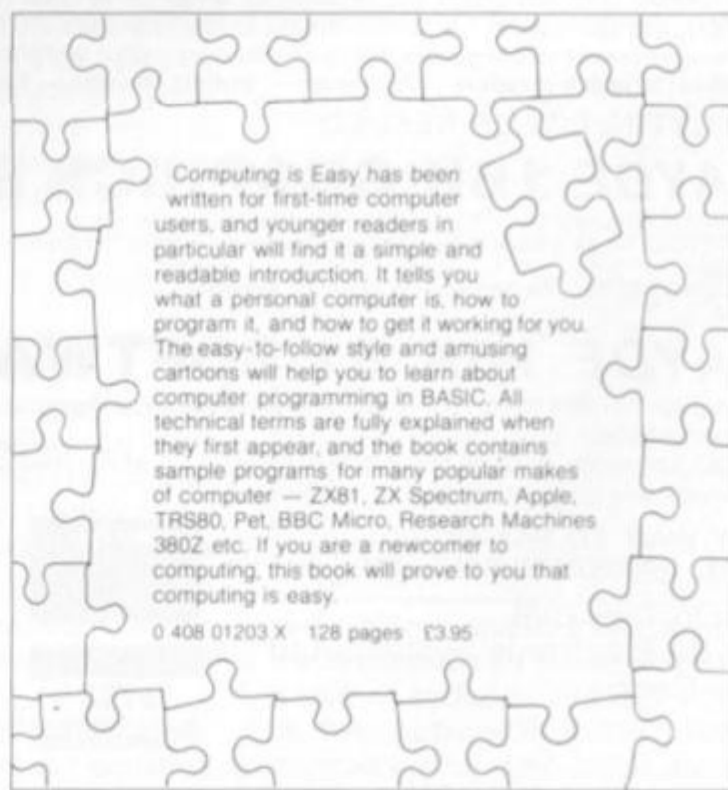 Computing is Easy has been
written for first-time computer
users, and younger readers in
particular will find it a simple and
readable introduction. It tells you
what a personal computer is, how to
program it, and how to get it working for you.
The easy-to-follow style and amusing
cartoons will help you to learn about
computer programming in BASIC. All
technical terms are fully explained when
they first appear, and the book contains
sample programs for many popular makes
of computer — ZX81, ZX Spectrum, Apple,
TRS80, Pet, BBC Micro, Research Machines
380Z etc. If you are a newcomer to
computing, this book will prove to you that
computing is easy.
0 408 01203 X 128 pages £3.95